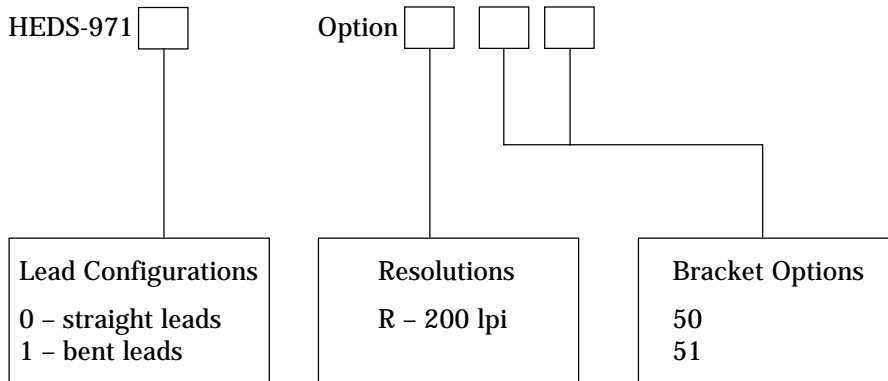 HEDS-971 Option
Lead Configurations
0 – straight leads
1 – bent leads
Resolutions
R – 200 lpi
Bracket Options
50
51